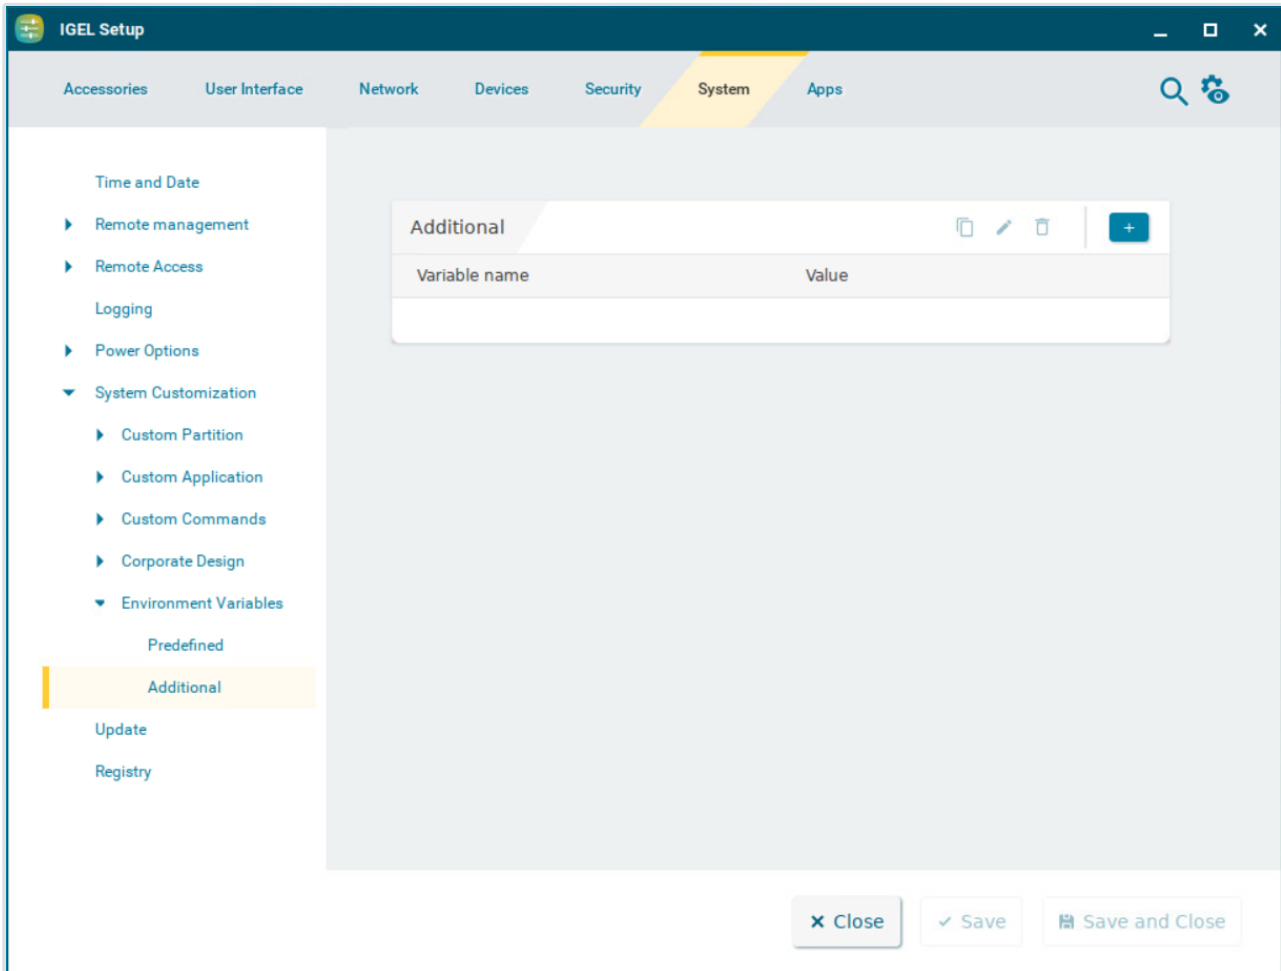 IGEL Setup
Accessories User Interface Network Devices Security System Apps
Time and Date
Remote management
Remote Access
Logging
Power Options
System Customization
Custom Partition
Custom Application
Custom Commands
Corporate Design
Environment Variables
Predefined
Additional
Update
Registry
Additional
Variable name Value
Close Save Save and Close